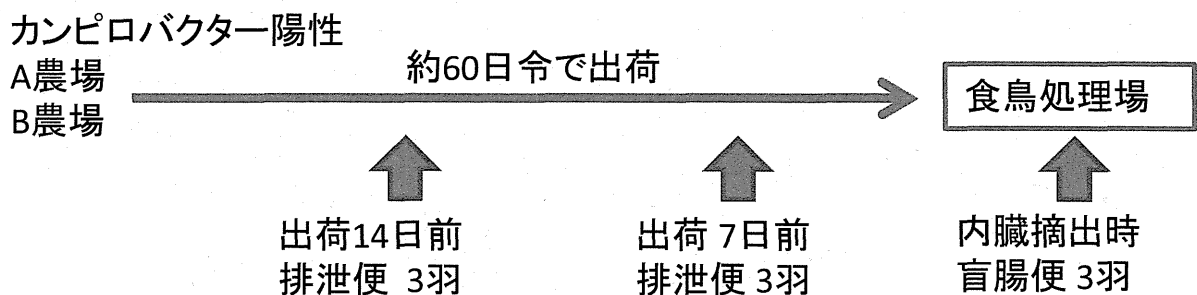 カンピロバクター陽性
A農場
B農場
約60日令で出荷
食鳥処理場
出荷14日前
排泄便 3羽
出荷 7日前
排泄便 3羽
内臓摘出時
盲腸便 3羽